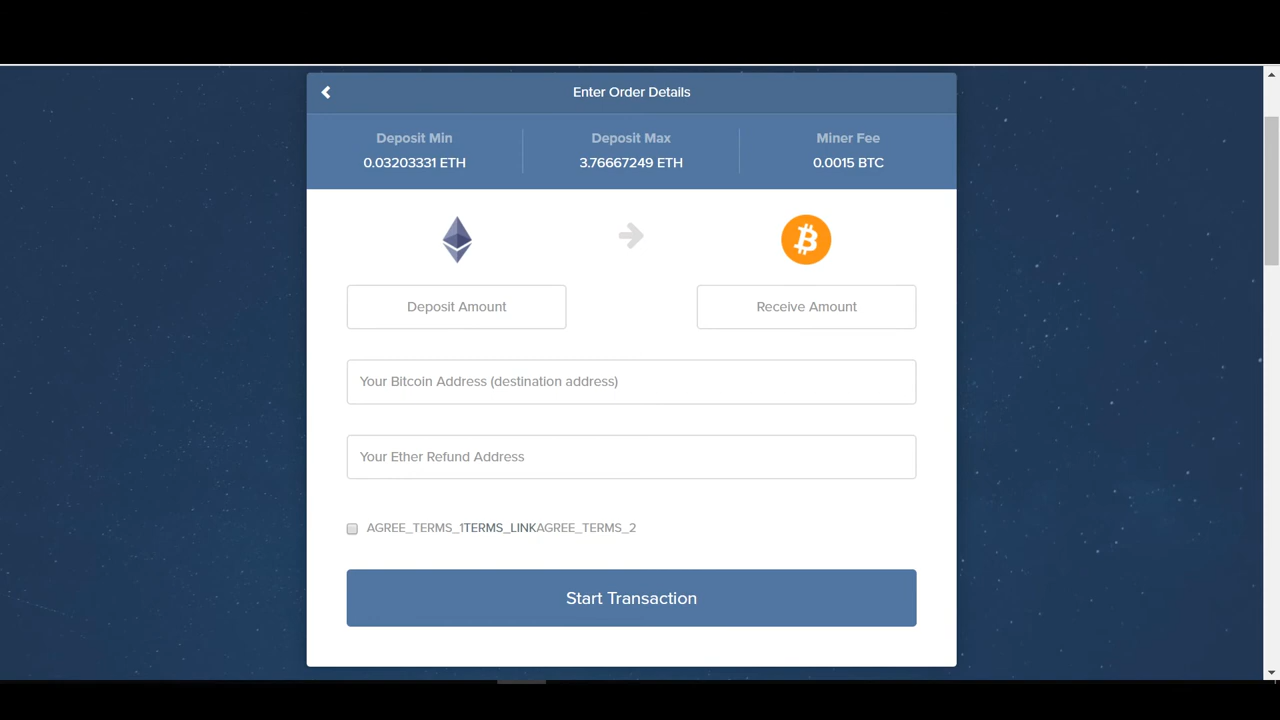 Enter Order Details
Deposit Min Deposit Max Miner Fee
0.03203331 ETH 3.76667249 ETH 0.0015 BTC
Deposit Amount Receive Amount
Your Bitcoin Address (destination address)
Your Ether Refund Address
AGREE_TERMS_1TERMS_LINKAGREE_TERMS_2
Start Transaction